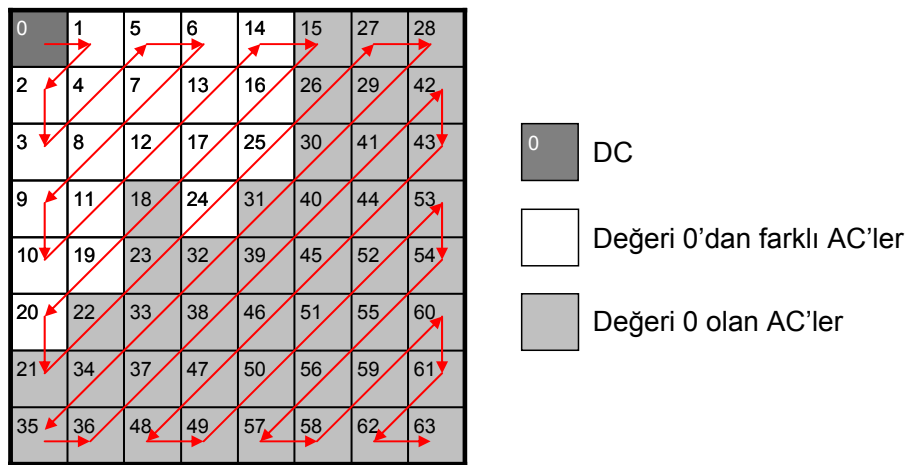 0 1 5 6 14 15 27 28
2 4 7 13 16 26 29 42
3 8 12 17 25 30 41 43
9 11 18 24 31 40 44 53
10 19 23 32 39 45 52 54
20 22 33 38 46 51 55 60
21 34 37 47 50 56 59 61
35 36 48 49 57 58 62 63
0 DC
Değeri 0'dan farklı AC'ler
Değeri 0 olan AC'ler